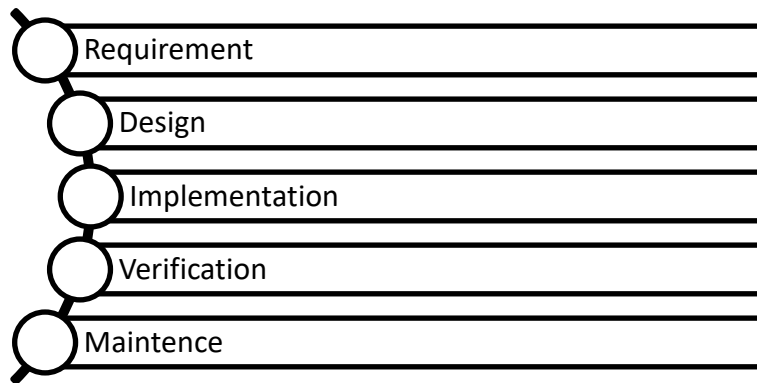 Requirement
Design
Implementation
Verification
Maintence